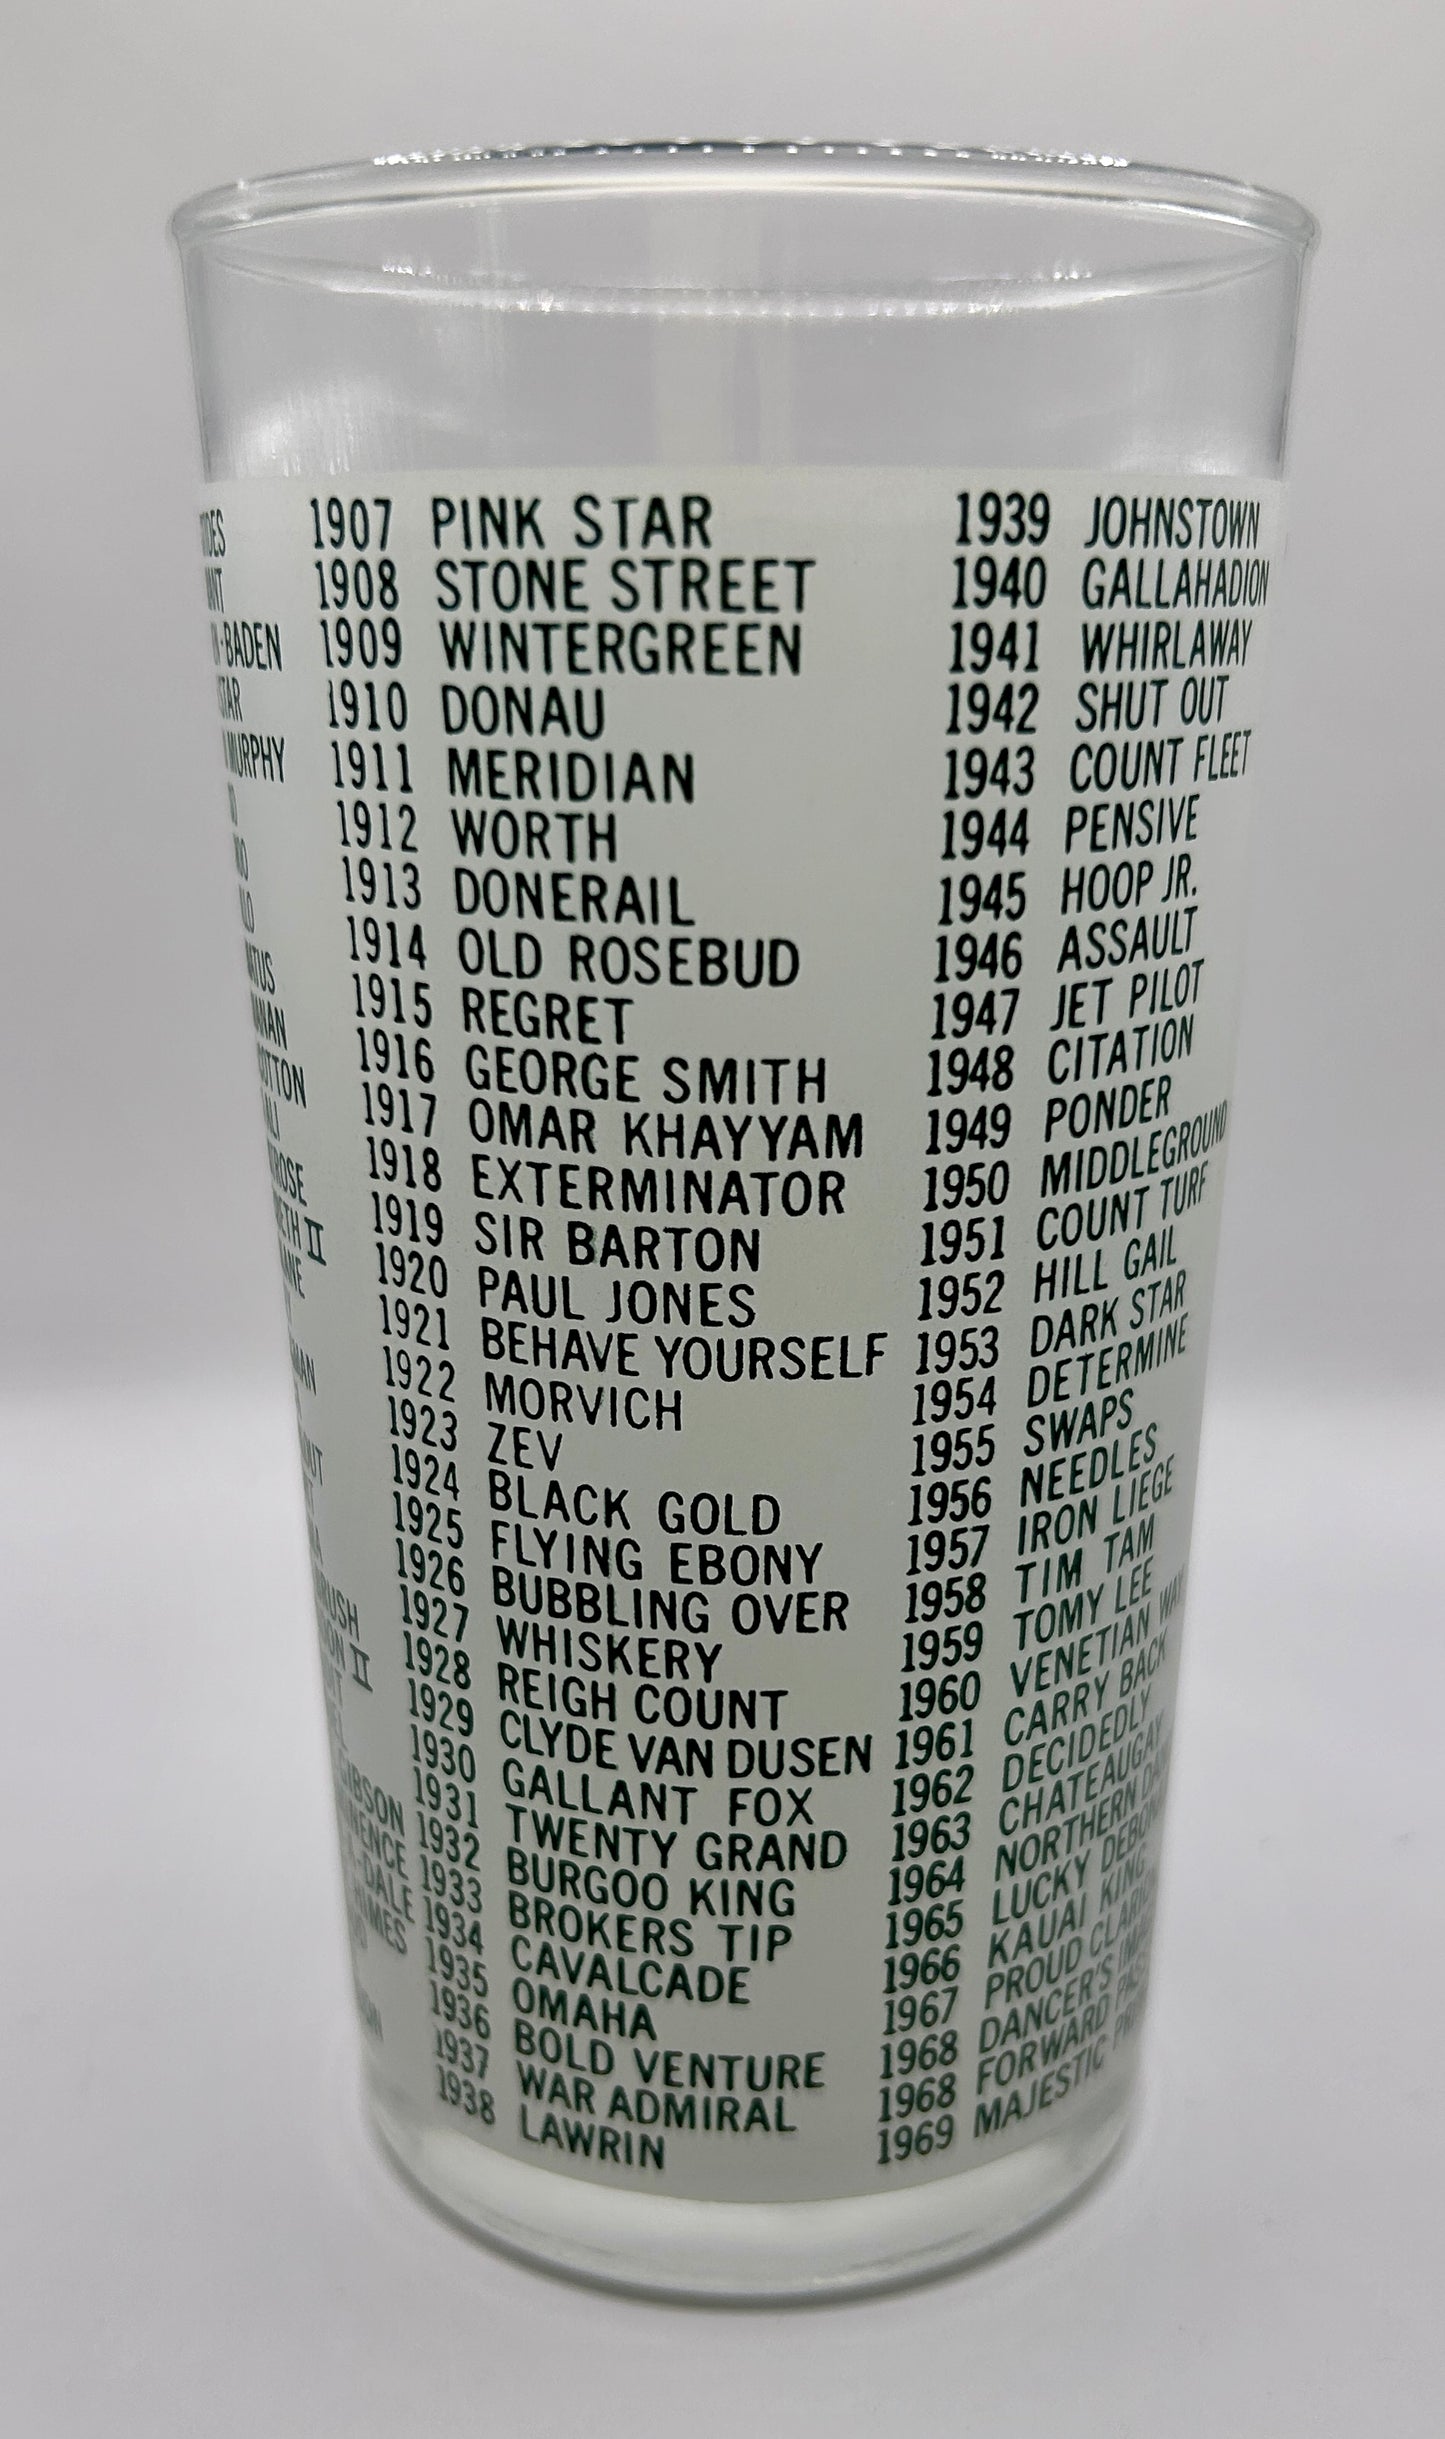 BADEN
MURPHY
II
II
GIBSON
1907 PINK STAR
1908 STONE STREET
1909 WINTERGREEN
1910 DONAU
1911 MERIDIAN
1912 WORTH
1913 DONERAIL
1914 OLD ROSEBUD
1915 REGRET
1916 GEORGE SMITH
1917 OMAR KHAYYAM
1918 EXTERMINATOR
1919 SIR BARTON
1920 PAUL JONES
1921 BEHAVE YOURSELF
1922 MORVICH
1923 ZEV
1924 BLACK GOLD
1925 FLYING EBONY
1926 BUBBLING OVER
1927 WHISKERY
1928 REIGH COUNT
1929 CLYDE VAN DUSEN
1930 GALLANT FOX
1931 TWENTY GRAND
1932 BURGOO KING
1933 BROKERS TIP
1934 CAVALCADE
1935 OMAHA
1936 BOLD VENTURE
1937 WAR ADMIRAL
1938 LAWRIN
1939 JOHNSTOWN
1940 GALLAHADION
1941 WHIRLAWAY
1942 SHUT OUT
1943 COUNT FLEET
1944 PENSIVE
1945 HOOP JR.
1946 ASSAULT
1947 JET PILOT
1948 CITATION
1949 PONDER
1950 MIDDLEGROUND
1951 COUNT TURF
1952 HILL GAIL
1953 DARK STAR
1954 DETERMINE
1955 SWAPS
1956 NEEDLES
1957 IRON LIEGE
1958 TIM TAM
1959 TOMY LEE
1960 VENETIAN WAY
1961 CARRY BACK
1962 DECIDEDLY
1963 CHATEAUGAY
1964 NORTHERN
1965 LUCKY
1966 KAUAI KING
1967 PROUD
1968 DANCER'S
1968 FORWARD
1969 MAJESTIC